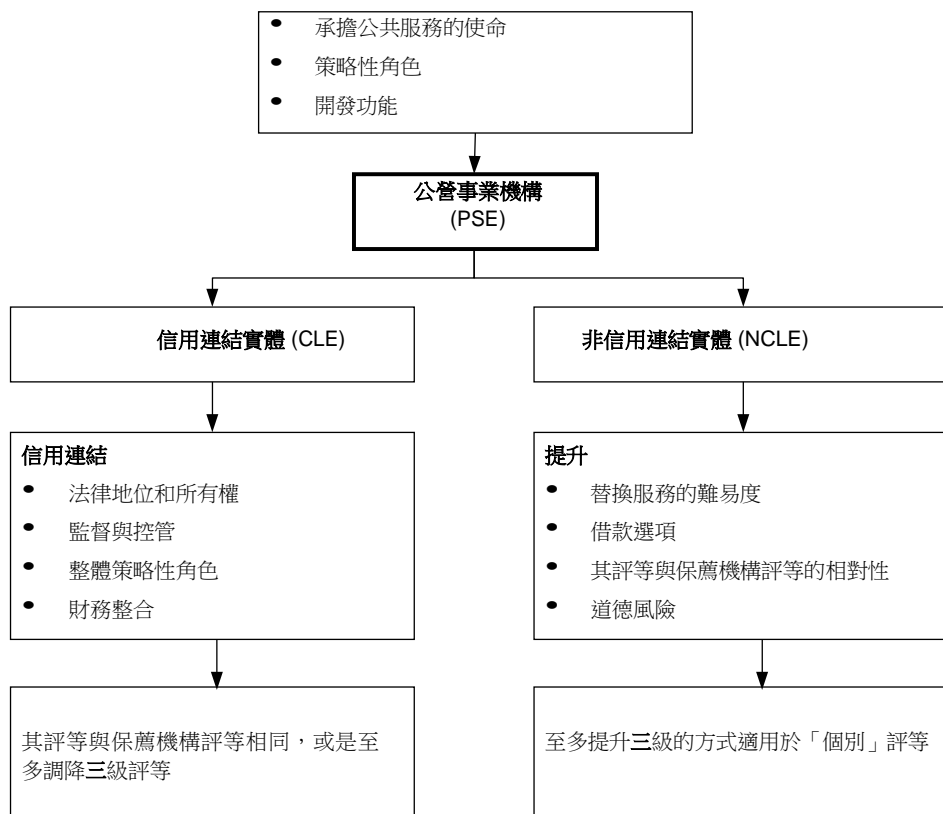 ● 承擔公共服務的使命
● 策略性角色
● 開發功能
公營事業機構
(PSE)
信用連結實體 (CLE)
非信用連結實體 (NCLE)
信用連結
● 法律地位和所有權
● 監督與控管
● 整體策略性角色
● 財務整合
提升
● 替換服務的難易度
● 借款選項
● 其評等與保薦機構評等的相對性
● 道德風險
其評等與保薦機構評等相同，或是至
多調降三級評等
至多提升三級的方式適用於「個別」評等